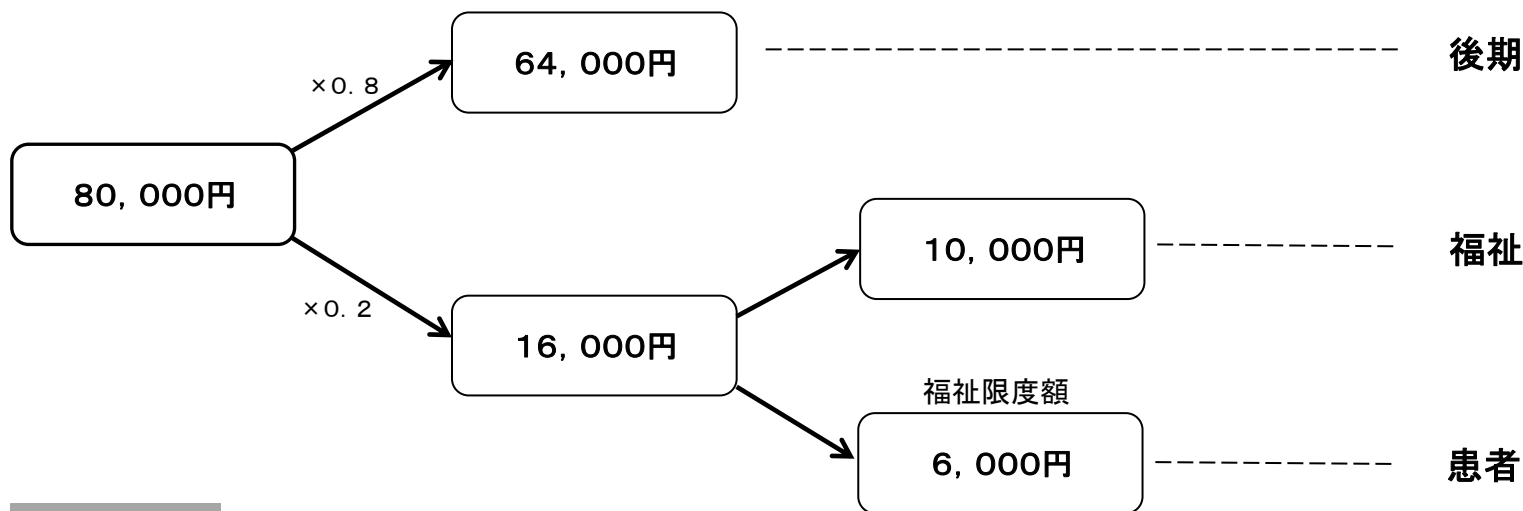 64，000円
後期
×0．8
80，000円
10，000円
福祉
×0．2
16，000円
福祉限度額
6，000円
患者